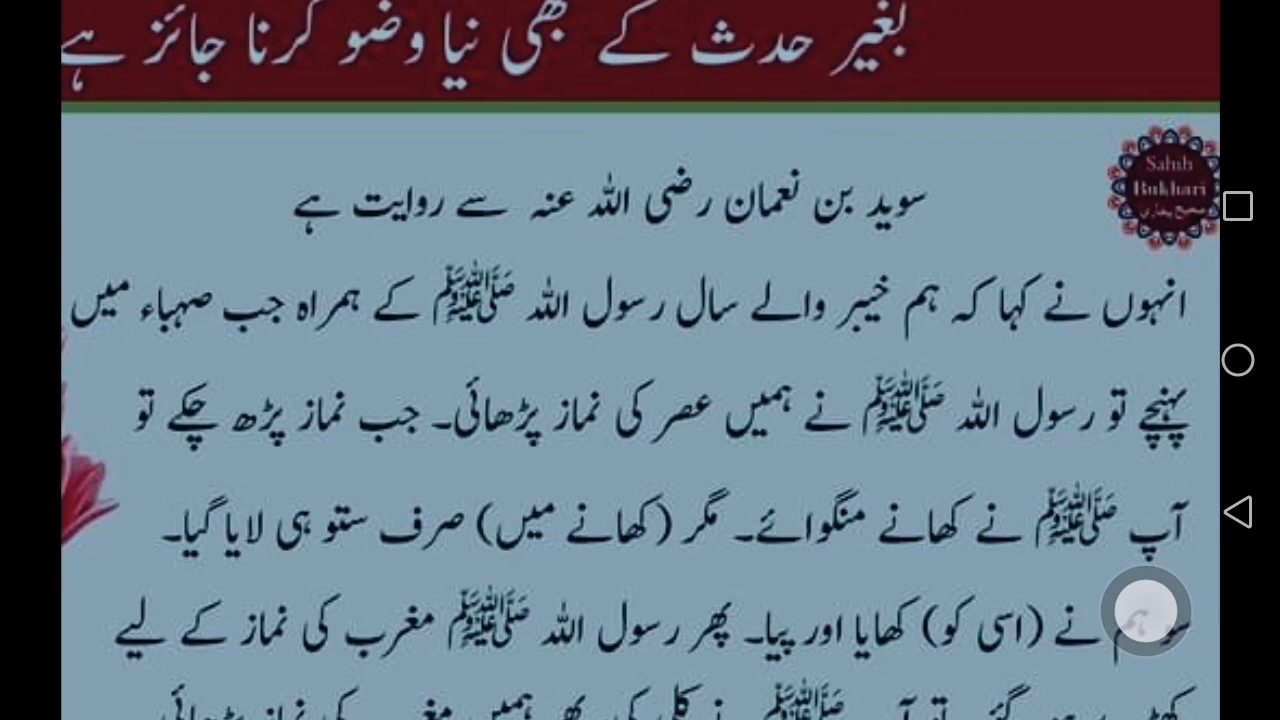 بغیر حدث کے بھی نیا وضو کرنا جائز ہے
Sahih
Bukhari
صحیح بخاری
سوید بن نعمان رضی اللہ عنہ سے روایت ہے
انہوں نے کہا کہ ہم خیبر والے سال رسول اللہ ﷺ کے ہمراہ جب صہباء میں
پہنچے تو رسول اللہ ﷺ نے ہمیں عصر کی نماز پڑھائی۔ جب نماز پڑھ چکے تو
آپ ﷺ نے کھانے منگوائے۔ مگر (کھانے میں) صرف ستو ہی لایا گیا۔
سو ہم نے (اسی کو) کھایا اور پیا۔ پھر رسول اللہ ﷺ مغرب کی نماز کے لیے